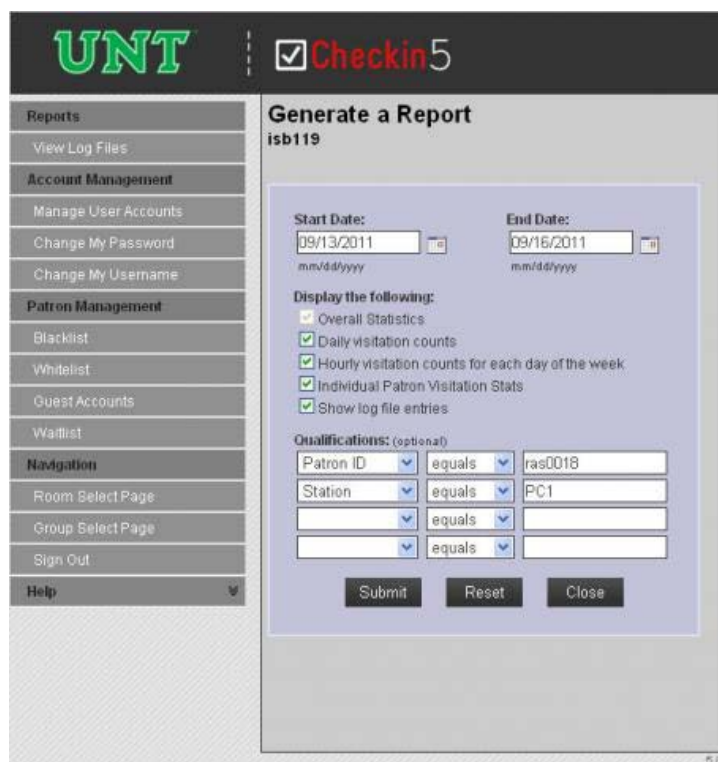 UNT
Checkin5
Reports
View Log Files
Account Management
Manage User Accounts
Change My Password
Change My Username
Patron Management
Blacklist
Whitelist
Guest Accounts
Waitlist
Navigation
Room Select Page
Group Select Page
Sign Out
Help
Generate a Report
isb119
Start Date: End Date:
09/13/2011 09/16/2011
mm/dd/yyyy mm/dd/yyyy
Display the following:
Overall Statistics
Daily visitation counts
Hourly visitation counts for each day of the week
Individual Patron Visitation Stats
Show log file entries
Qualifications: (optional)
Patron ID equals ras0018
Station equals PC1
equals
equals
Submit Reset Close